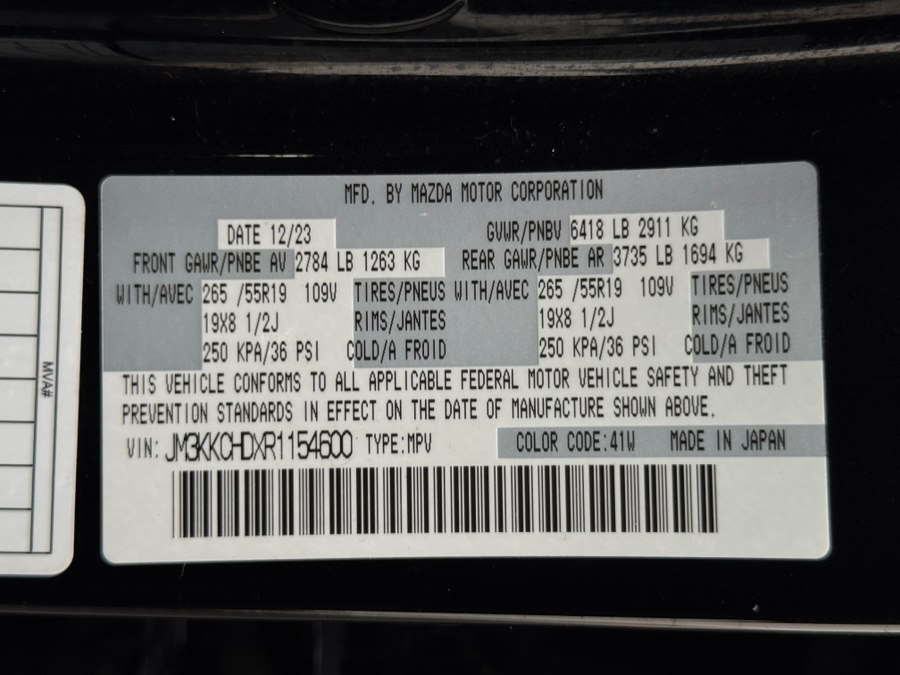 MFD. BY MAZDA MOTOR CORPORATION
DATE 12/23 GVWR/PNBV 6418 LB 2911 KG
FRONT GAWR/PNBE AV 2784 LB 1263 KG REAR GAWR/PNBE AR 3735 LB 1694 KG
WITH/AVEC 265 /55R19 109V TIRES/PNEUS WITH/AVEC 265 /55R19 109V TIRES/PNEUS
19X8 1/2J RIMS/JANTES 19X8 1/2J RIMS/JANTES
250 KPA/36 PSI COLD/A FROID 250 KPA/36 PSI COLD/A FROID
THIS VEHICLE CONFORMS TO ALL APPLICABLE FEDERAL MOTOR VEHICLE SAFETY AND THEFT
PREVENTION STANDARDS IN EFFECT ON THE DATE OF MANUFACTURE SHOWN ABOVE.
VIN: JM3KKCHDXR1154600 TYPE:MPV COLOR CODE:41W MADE IN JAPAN
MVA#